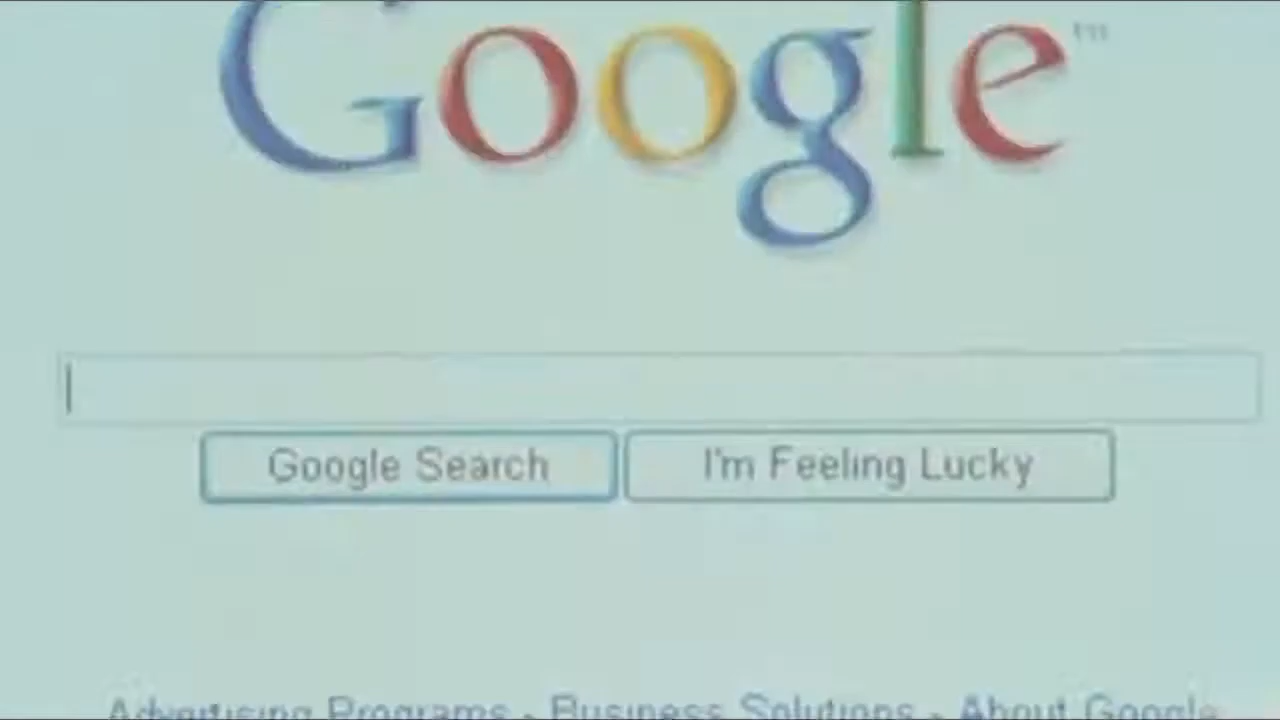 Google™
Google Search
I'm Feeling Lucky
Advertising Programs - Business Solutions - About Google